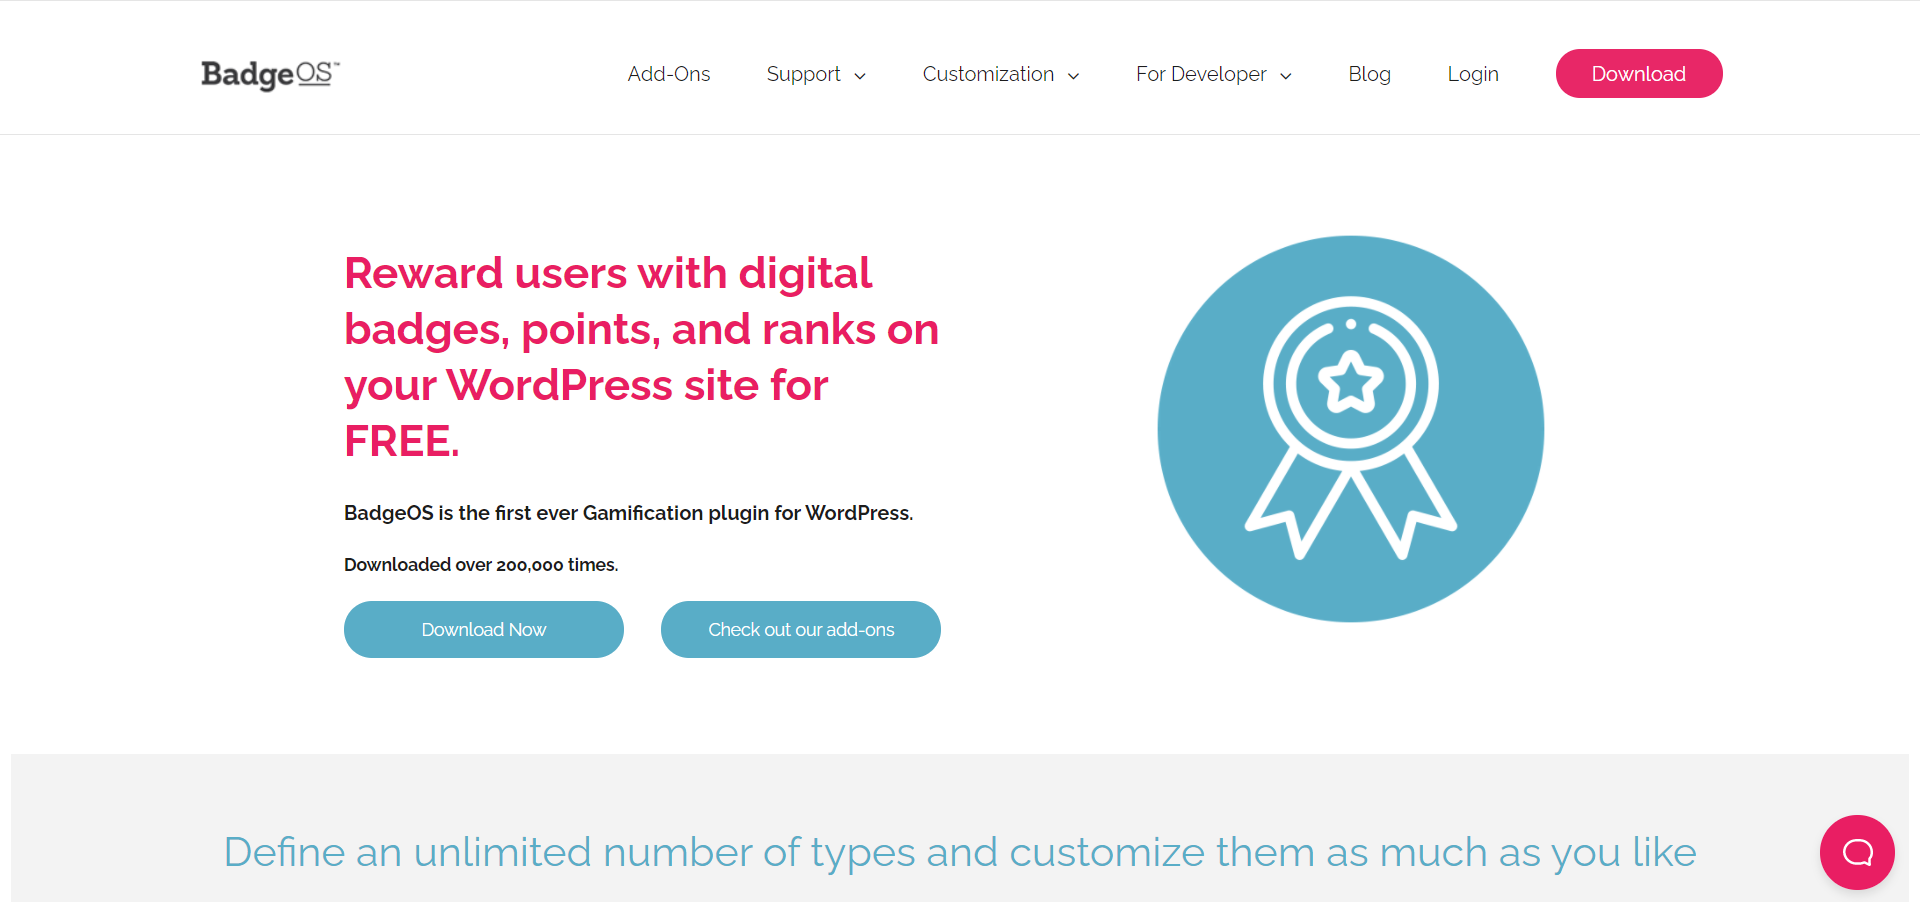 BadgeOS™
Add-Ons
Support
Customization
For Developer
Blog
Login
Download
Reward users with digital
badges, points, and ranks on
your WordPress site for
FREE.
BadgeOS is the first ever Gamification plugin for WordPress.
Downloaded over 200,000 times.
Download Now
Check out our add-ons
Define an unlimited number of types and customize them as much as you like